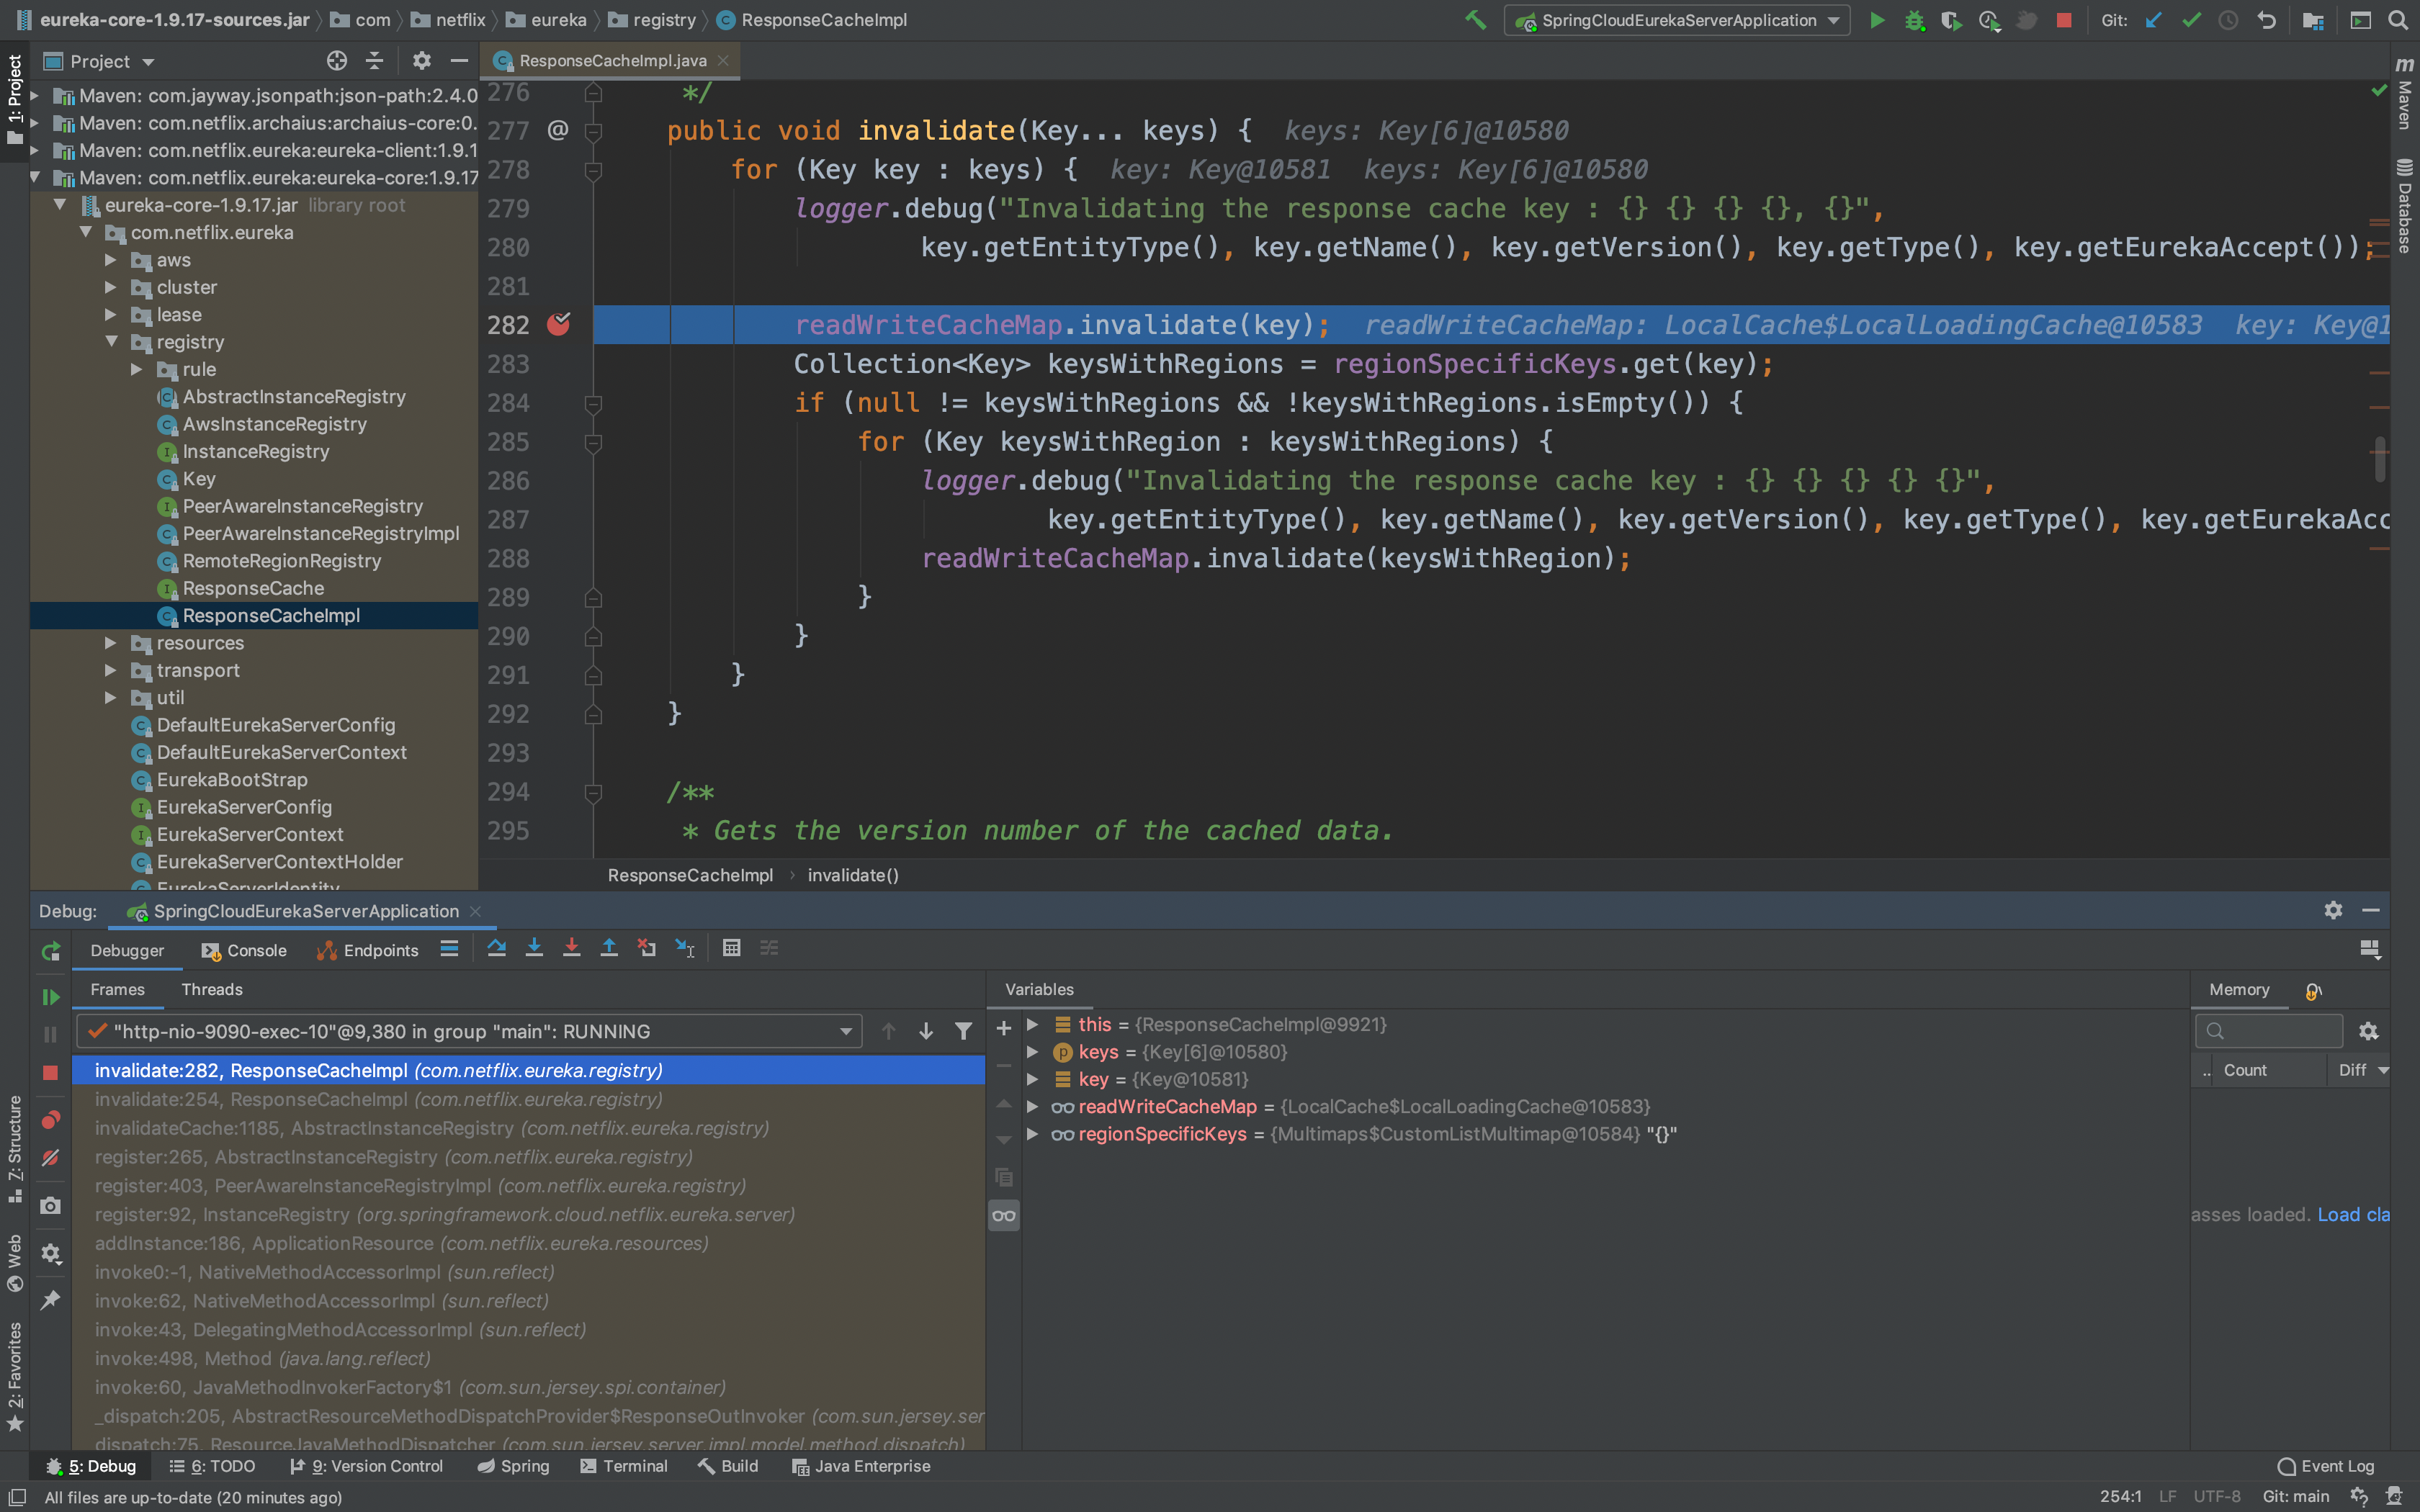 eureka-core-1.9.17-sources.jar com netflix eureka registry ResponseCacheImpl
SpringCloudEurekaServerApplication
Git:
1: Project
Project
ResponseCacheImpl.java
Maven: com.jayway.jsonpath:json-path:2.4.0
Maven: com.netflix.archaius:archaius-core:0.
Maven: com.netflix.eureka:eureka-client:1.9.1
Maven: com.netflix.eureka:eureka-core:1.9.17
eureka-core-1.9.17.jar library root
com.netflix.eureka
aws
cluster
lease
registry
rule
AbstractInstanceRegistry
AwsInstanceRegistry
InstanceRegistry
Key
PeerAwareInstanceRegistry
PeerAwareInstanceRegistryImpl
RemoteRegionRegistry
ResponseCache
ResponseCacheImpl
resources
transport
util
DefaultEurekaServerConfig
DefaultEurekaServerContext
EurekaBootStrap
EurekaServerConfig
EurekaServerContext
EurekaServerContextHolder
EurekaServerIdentity
276 */
277 @ public void invalidate(Key... keys) { keys: Key[6]@10580
278 for (Key key : keys) { key: Key@10581 keys: Key[6]@10580
279 logger.debug("Invalidating the response cache key : {} {} {} {}, {}",
280 key.getEntityType(), key.getName(), key.getVersion(), key.getType(), key.getEurekaAccept());
281
282 readWriteCacheMap.invalidate(key); readWriteCacheMap: LocalCache$LocalLoadingCache@10583 key: Key@1
283 Collection<Key> keysWithRegions = regionSpecificKeys.get(key);
284 if (null != keysWithRegions && !keysWithRegions.isEmpty()) {
285 for (Key keysWithRegion : keysWithRegions) {
286 logger.debug("Invalidating the response cache key : {} {} {} {} {}",
287 key.getEntityType(), key.getName(), key.getVersion(), key.getType(), key.getEurekaAcc
288 readWriteCacheMap.invalidate(keysWithRegion);
289 }
290 }
291 }
292 }
293
294 /**
295 * Gets the version number of the cached data.
ResponseCacheImpl invalidate()
m Maven
Database
Debug: SpringCloudEurekaServerApplication
Debugger Console Endpoints
Frames Threads
"http-nio-9090-exec-10"@9,380 in group "main": RUNNING
invalidate:282, ResponseCacheImpl (com.netflix.eureka.registry)
invalidate:254, ResponseCacheImpl (com.netflix.eureka.registry)
invalidateCache:1185, AbstractInstanceRegistry (com.netflix.eureka.registry)
register:265, AbstractInstanceRegistry (com.netflix.eureka.registry)
register:403, PeerAwareInstanceRegistryImpl (com.netflix.eureka.registry)
register:92, InstanceRegistry (org.springframework.cloud.netflix.eureka.server)
addInstance:186, ApplicationResource (com.netflix.eureka.resources)
invoke0:-1, NativeMethodAccessorImpl (sun.reflect)
invoke:62, NativeMethodAccessorImpl (sun.reflect)
invoke:43, DelegatingMethodAccessorImpl (sun.reflect)
invoke:498, Method (java.lang.reflect)
invoke:60, JavaMethodInvokerFactory$1 (com.sun.jersey.spi.container)
_dispatch:205, AbstractResourceMethodDispatchProvider$ResponseOutInvoker (com.sun.jersey.ser
dispatch:75, ResourceJavaMethodDispatcher (com.sun.jersey.server.impl.model.method.dispatch)
Variables
this = {ResponseCacheImpl@9921}
keys = {Key[6]@10580}
key = {Key@10581}
readWriteCacheMap = {LocalCache$LocalLoadingCache@10583}
regionSpecificKeys = {Multimaps$CustomListMultimap@10584} "{}"
Memory
.. Count Diff
asses loaded. Load cla
Z: Structure
Web
2: Favorites
5: Debug 6: TODO 9: Version Control Spring Terminal Build Java Enterprise Event Log
All files are up-to-date (20 minutes ago) 254:1 LF UTF-8 Git: main